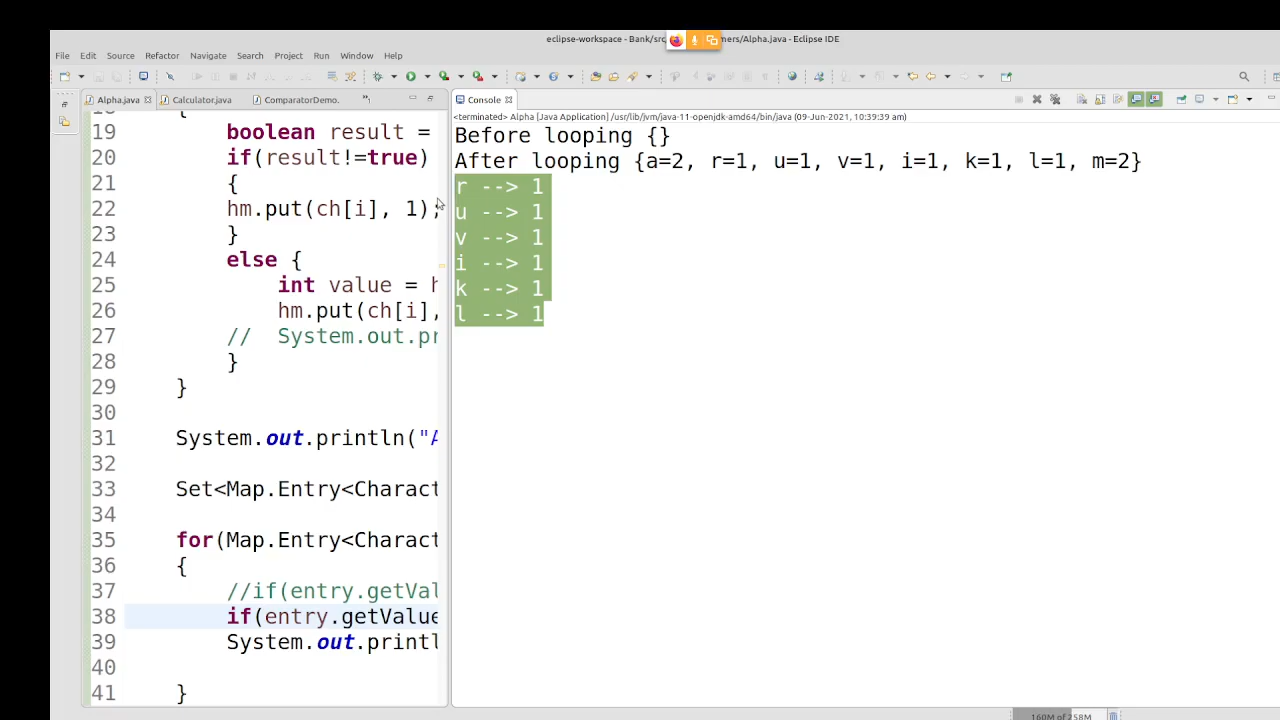 eclipse-workspace - Bank/src mers/Alpha.java - Eclipse IDE
File Edit Source Refactor Navigate Search Project Run Window Help
Alpha.java Calculator.java ComparatorDemo.
Console
<terminated> Alpha [Java Application] /usr/lib/jvm/java-11-openjdk-amd64/bin/java (09-Jun-2021, 10:39:39 am)
19 boolean result =
20 if(result!=true)
21 {
22 hm.put(ch[i], 1);
23 }
24 else {
25 int value = h
26 hm.put(ch[i],
27 // System.out.pr
28 }
29 }
30
31 System.out.println("A
32
33 Set<Map.Entry<Charact
34
35 for(Map.Entry<Charact
36 {
37 //if(entry.getVal
38 if(entry.getValue
39 System.out.printl
40
41 }
Before looping {}
After looping {a=2, r=1, u=1, v=1, i=1, k=1, l=1, m=2}
r --> 1
u --> 1
v --> 1
i --> 1
k --> 1
l --> 1
160M of 258M